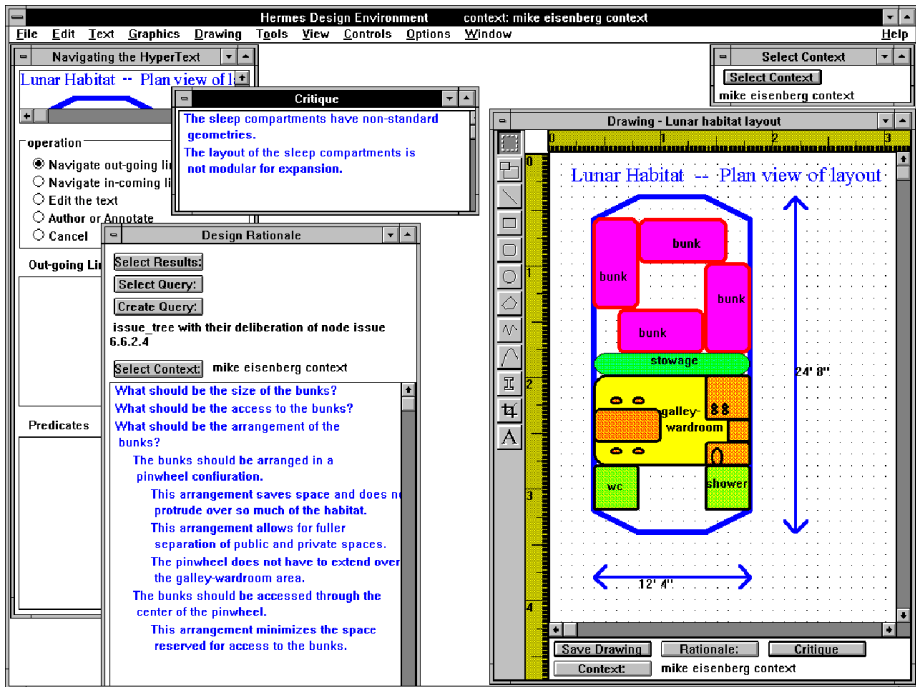 Hermes Design Environment context: mike eisenberg context
File Edit Text Graphics Drawing Tools View Controls Options Window Help
Navigating the HyperText
Lunar Habitat -- Plan view of l
operation
Navigate out-going li
Navigate in-coming li
Edit the text
Author or Annotate
Cancel
Out-going Li
Predicates
Critique
The sleep compartments have non-standard
geometries.
The layout of the sleep compartments is
not modular for expansion.
Design Rationale
Select Results:
Select Query:
Create Query:
issue_tree with their deliberation of node issue
6.6.2.4
Select Context: mike eisenberg context
What should be the size of the bunks?
What should be the access to the bunks?
What should be the arrangement of the
bunks?
The bunks should be arranged in a
pinwheel confiuration.
This arrangement saves space and does no
protrude over so much of the habitat.
This arrangement allows for fuller
separation of public and private spaces.
The pinwheel does not have to extend over
the galley-wardroom area.
The bunks should be accessed through the
center of the pinwheel.
This arrangement minimizes the space
reserved for access to the bunks.
Select Context
Select Context
mike eisenberg context
Drawing - Lunar habitat layout
0 1 2 3
0
1
2
3
4
A
Lunar Habitat -- Plan view of layout
bunk
bunk
bunk
bunk
stowage
24' 8"
galley-
wardroom
wc
shower
12' 4"
Save Drawing Rationale: Critique
Context: mike eisenberg context